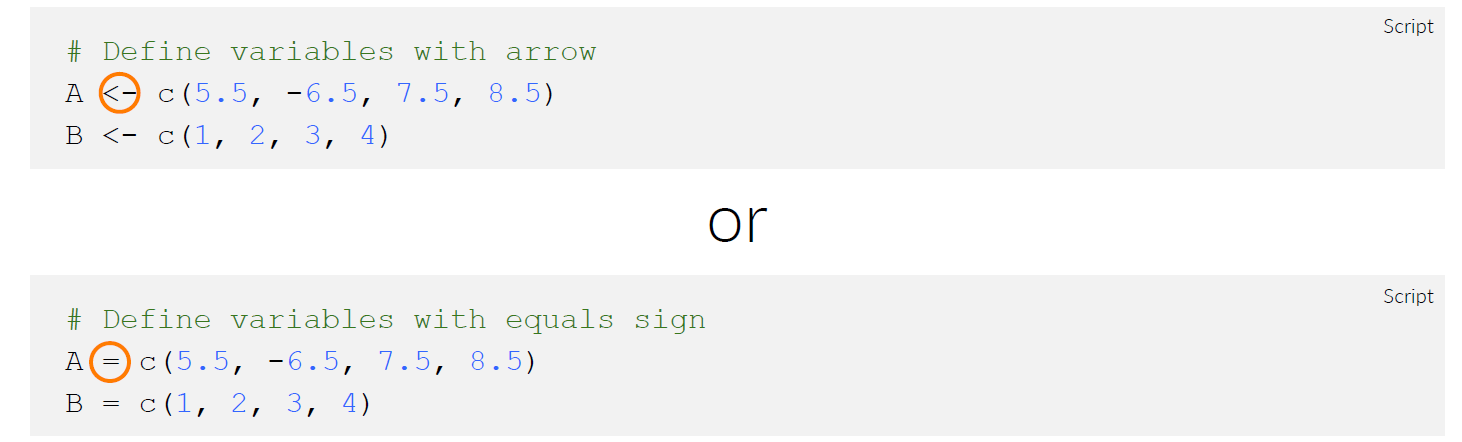 Script
# Define variables with arrow
A <- c(5.5, -6.5, 7.5, 8.5)
B <- c(1, 2, 3, 4)
or
Script
# Define variables with equals sign
A = c(5.5, -6.5, 7.5, 8.5)
B = c(1, 2, 3, 4)